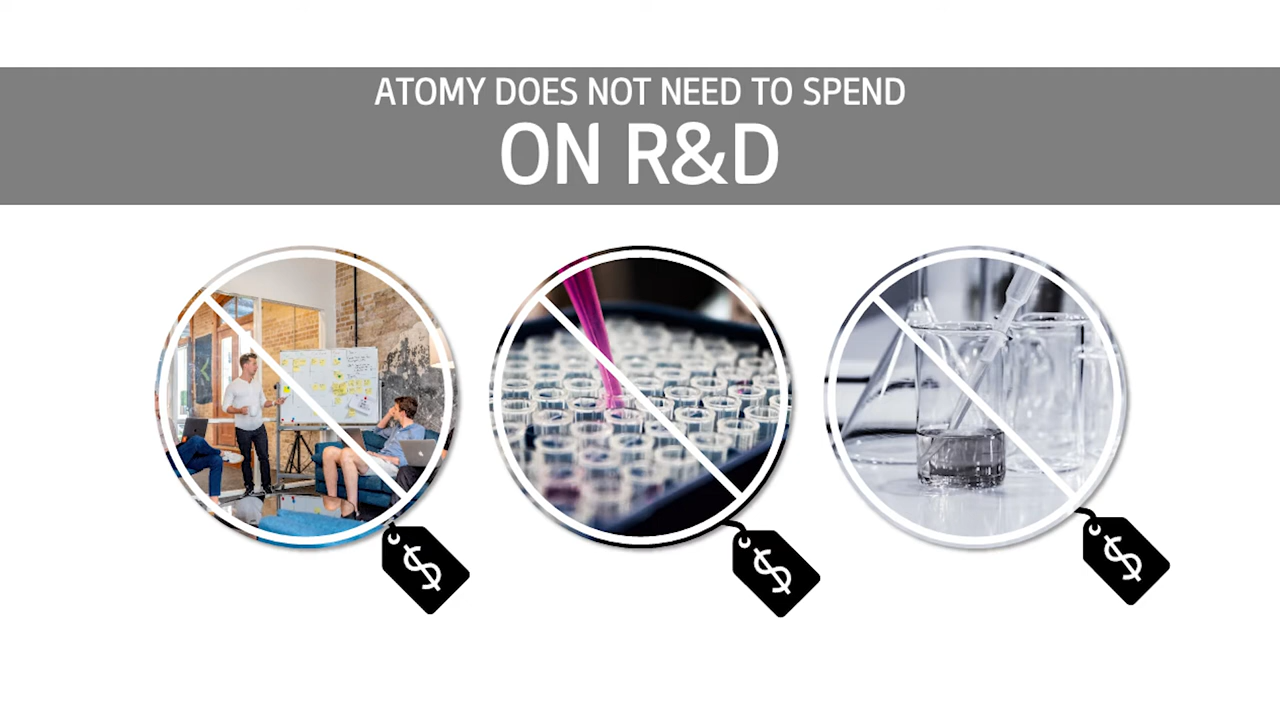 ATOMY DOES NOT NEED TO SPEND
ON R&D
$ $ $